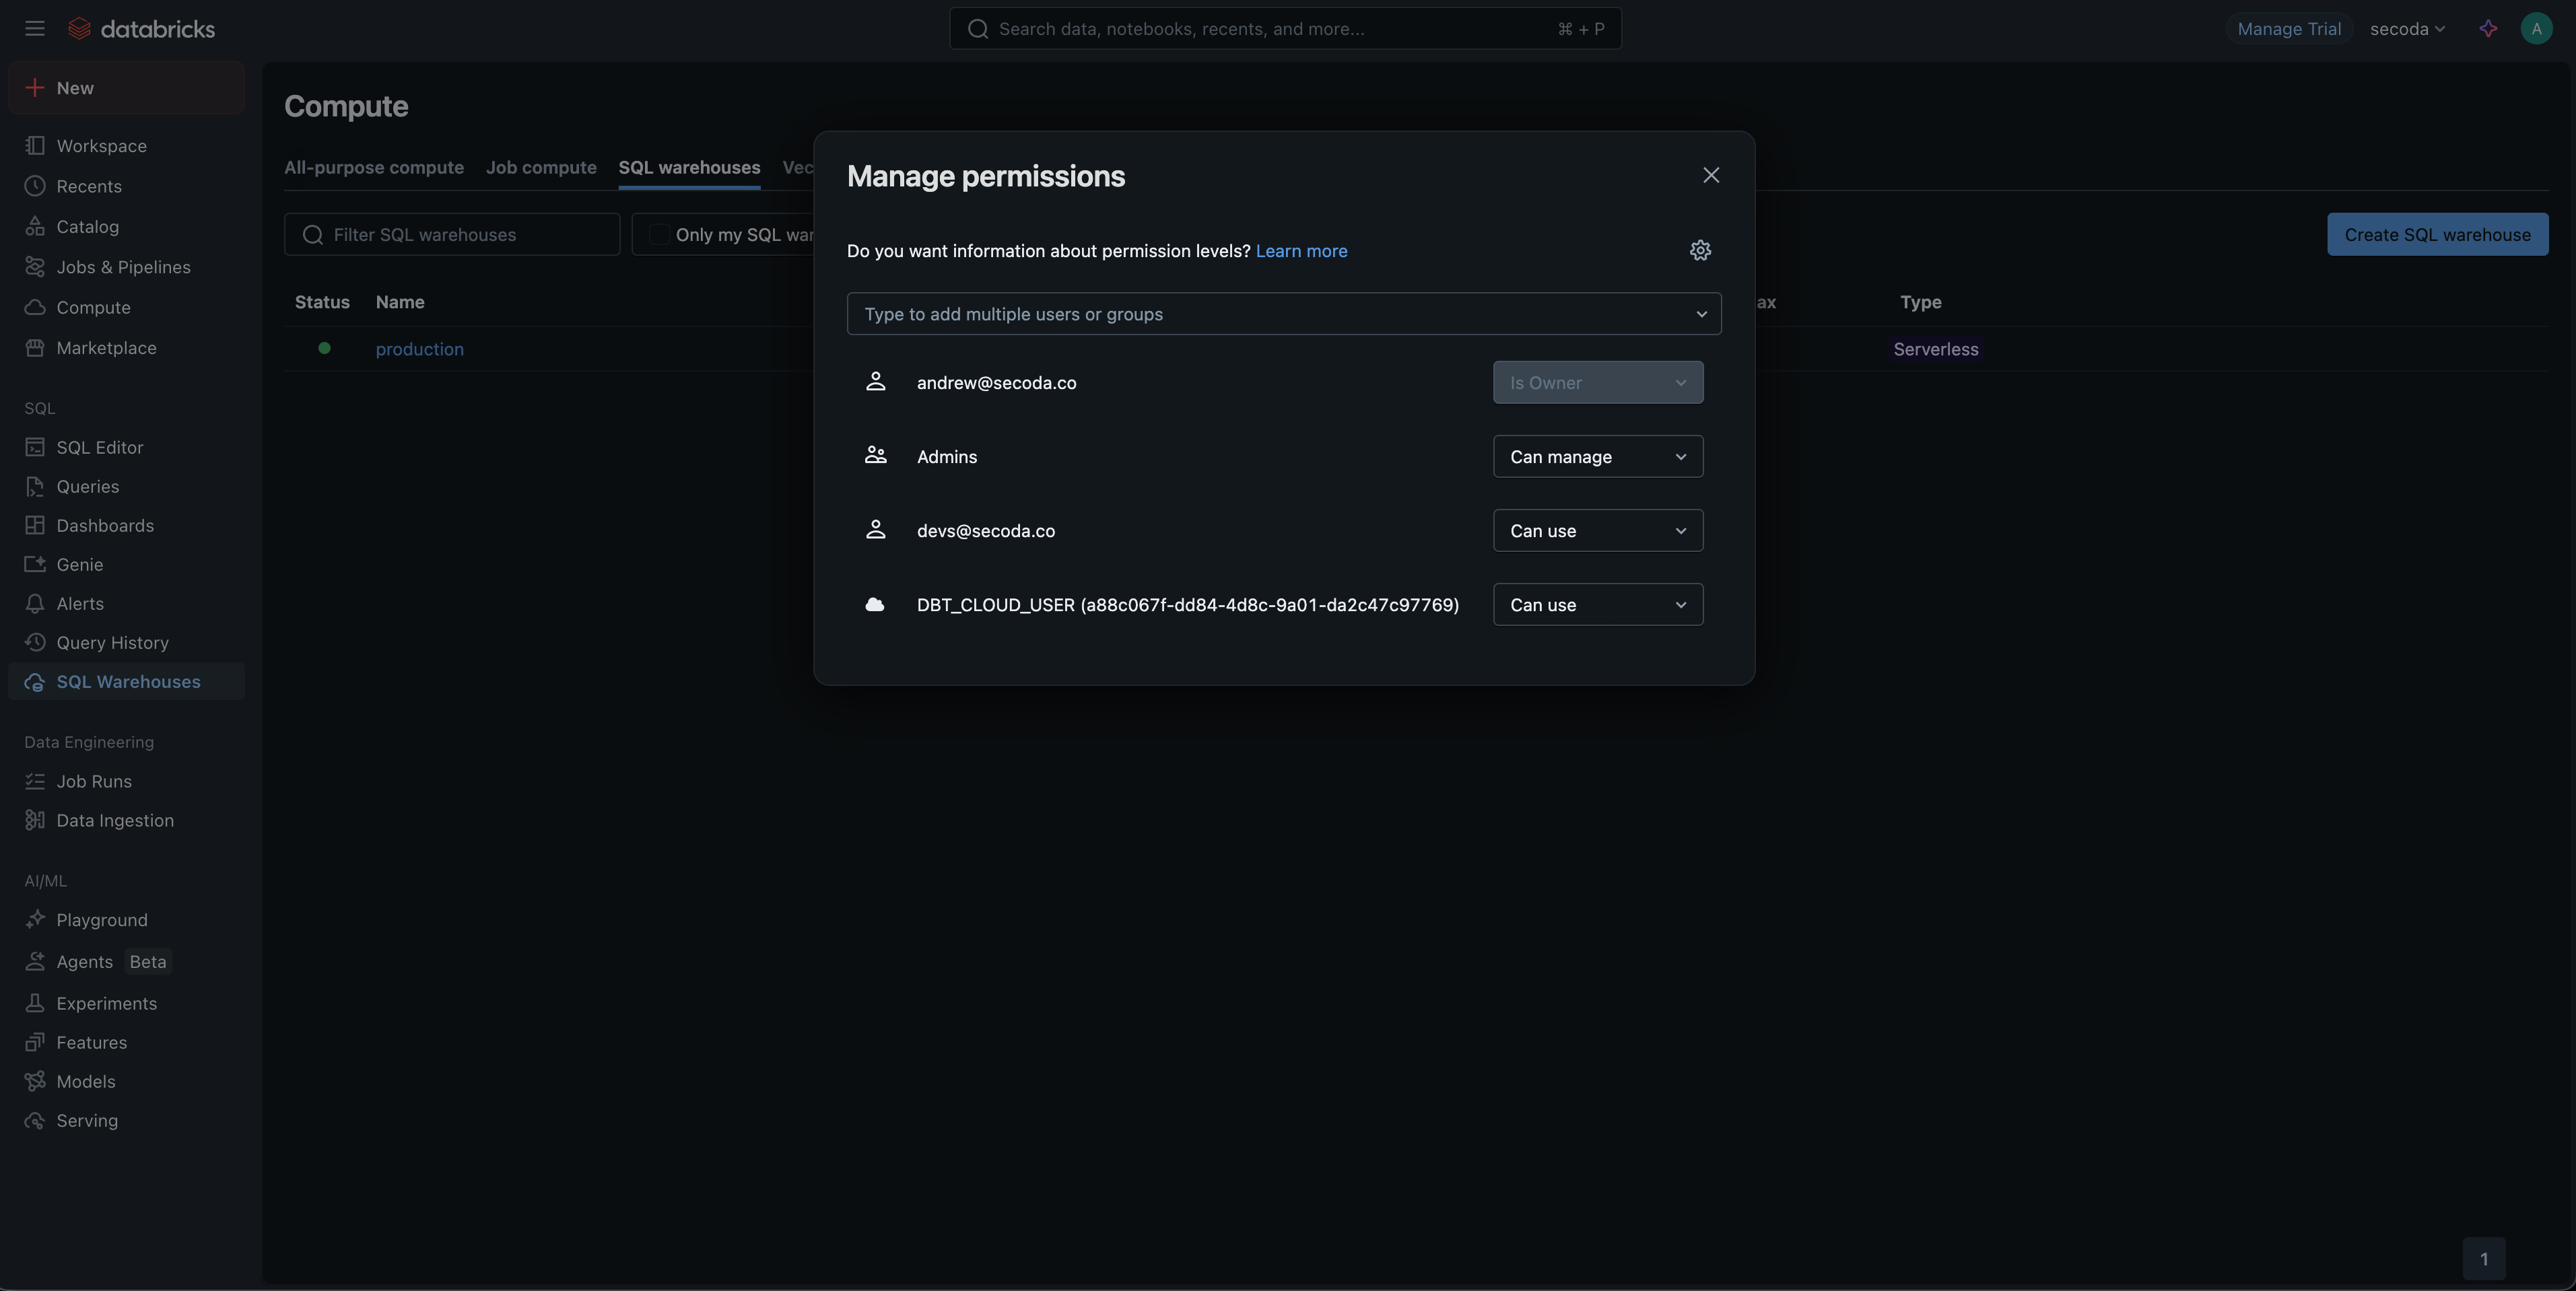 databricks
Search data, notebooks, recents, and more...
⌘ + P
Manage Trial
secoda
A
New
Workspace
Recents
Catalog
Jobs & Pipelines
Compute
Marketplace
SQL
SQL Editor
Queries
Dashboards
Genie
Alerts
Query History
SQL Warehouses
Data Engineering
Job Runs
Data Ingestion
AI/ML
Playground
Agents Beta
Experiments
Features
Models
Serving
Compute
All-purpose compute Job compute SQL warehouses Vec
Filter SQL warehouses
Only my SQL war
Create SQL warehouse
Status Name ax Type
production Serverless
Manage permissions
Do you want information about permission levels? Learn more
Type to add multiple users or groups
andrew@secoda.co Is Owner
Admins Can manage
devs@secoda.co Can use
DBT_CLOUD_USER (a88c067f-dd84-4d8c-9a01-da2c47c97769) Can use
1